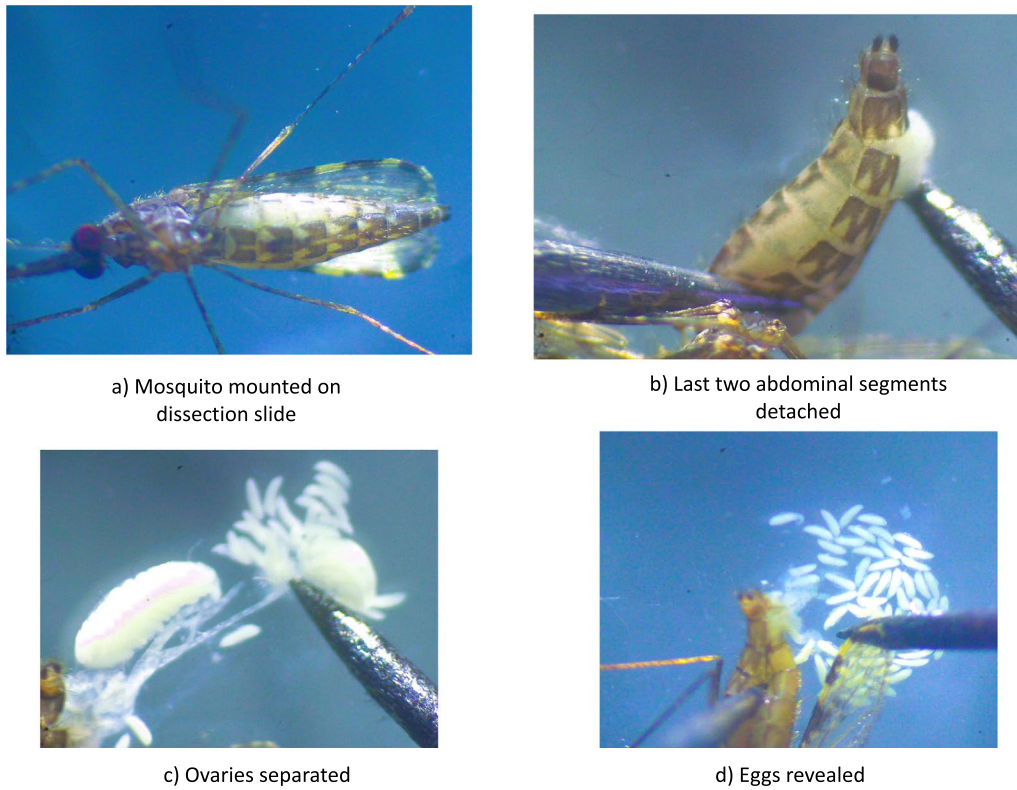 a) Mosquito mounted on
dissection slide
b) Last two abdominal segments
detached
c) Ovaries separated
d) Eggs revealed